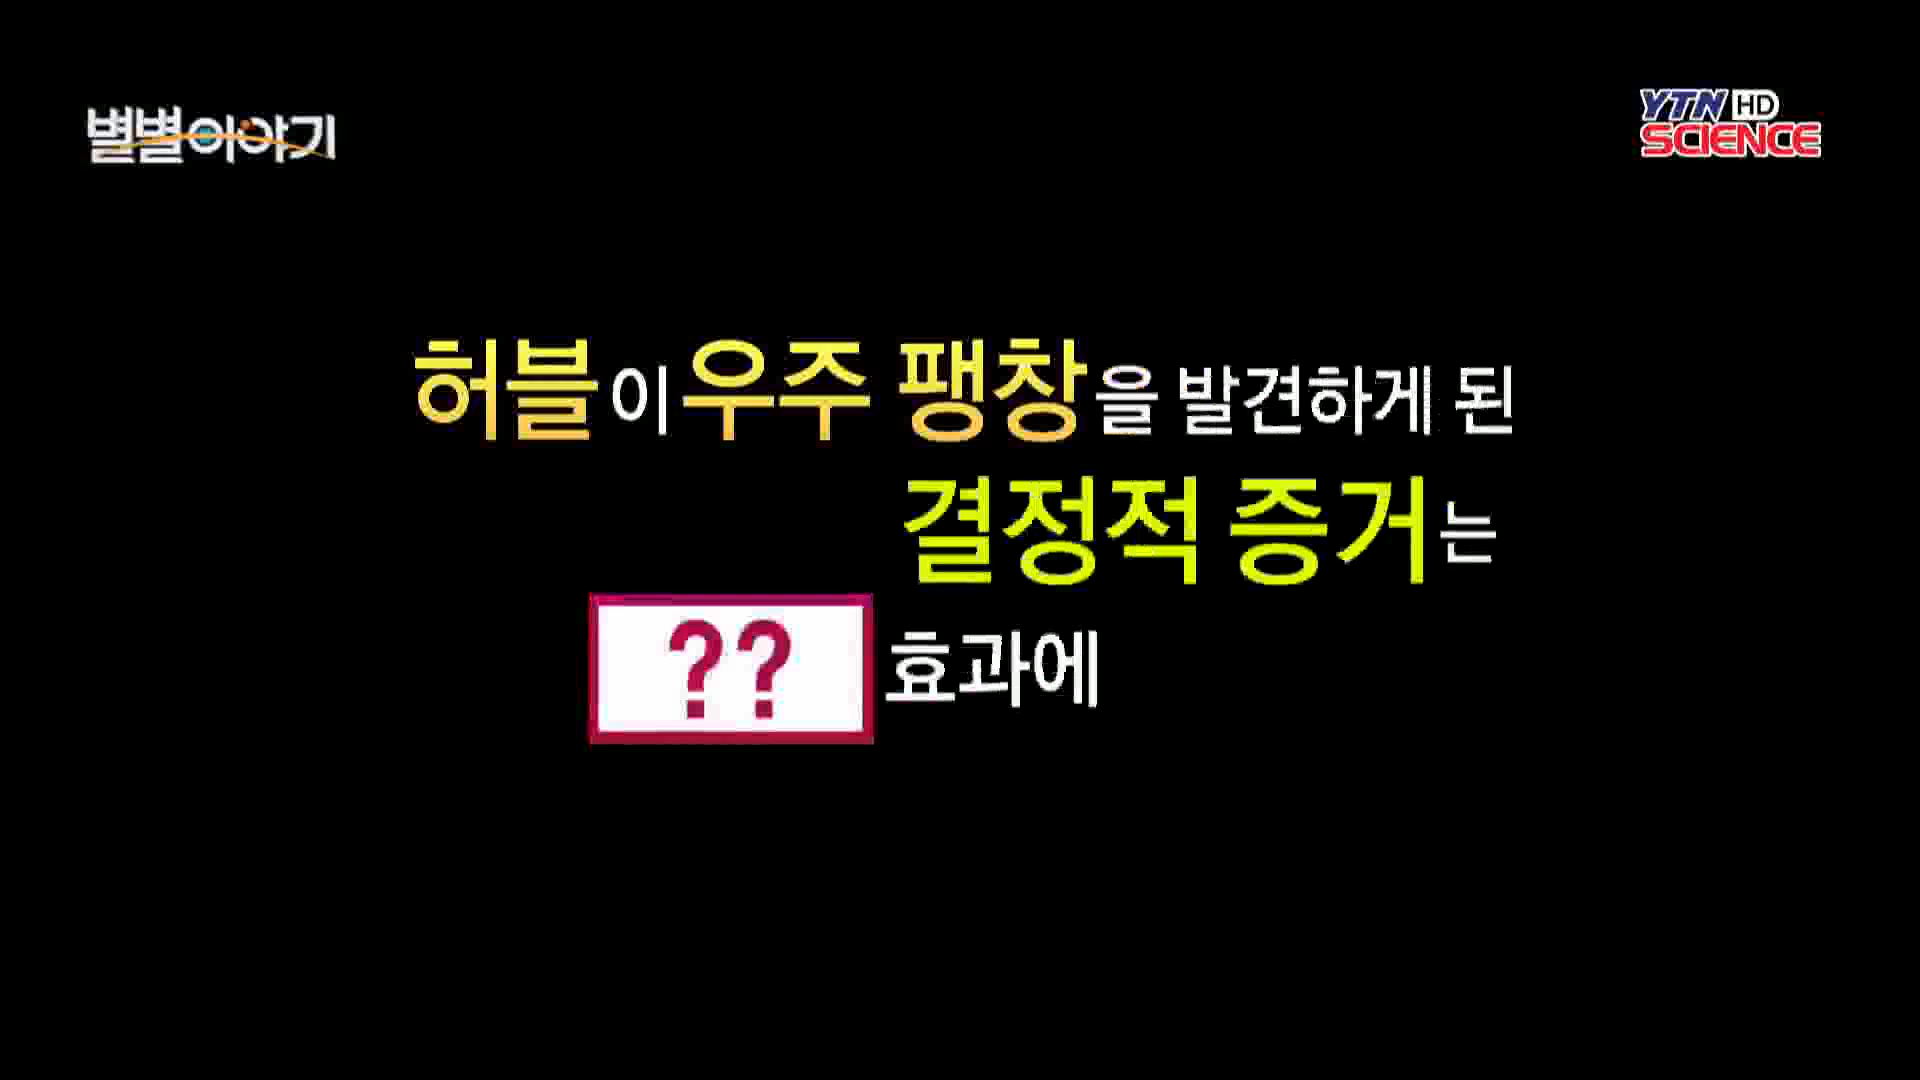 별별이야기
YTN HD
SCIENCE
허블이 우주 팽창을 발견하게 된
결정적 증거는
?? 효과에